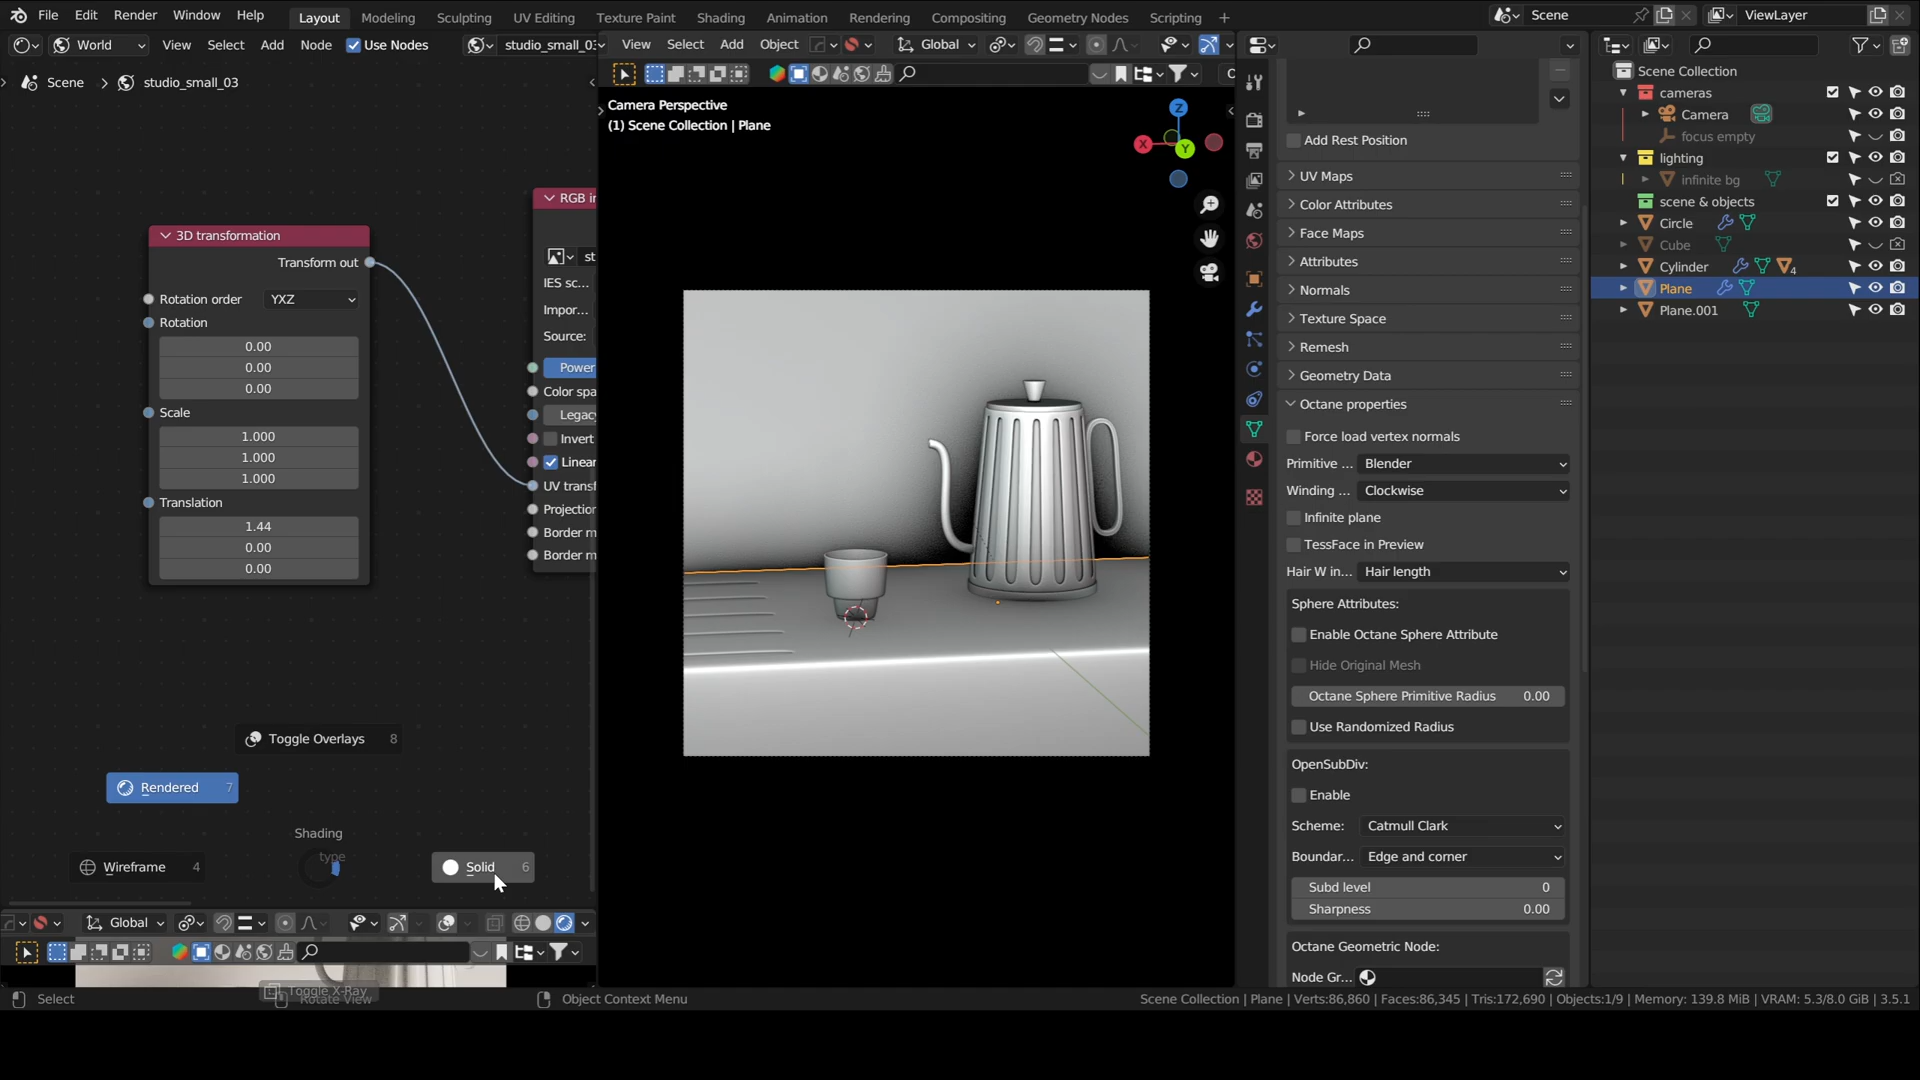 File Edit Render Window Help Layout Modeling Sculpting UV Editing Texture Paint Shading Animation Rendering Compositing Geometry Nodes Scripting + Scene ViewLayer
World View Select Add Node Use Nodes studio_small_03 View Select Add Object Global
Scene > studio_small_03
3D transformation
Transform out
Rotation order YXZ
Rotation
0.00
0.00
0.00
Scale
1.000
1.000
1.000
Translation
1.44
0.00
0.00
RGB i
st
IES sc...
Impor...
Source:
Power
Color spa
Legacy
Invert
Linear
UV transf
Projection
Border m
Border m
Toggle Overlays 8
Rendered 7
Shading
type
Wireframe 4
Solid 6
Global
Toggle X-Ray
Camera Perspective
(1) Scene Collection | Plane
Z
X
Y
Add Rest Position
UV Maps
Color Attributes
Face Maps
Attributes
Normals
Texture Space
Remesh
Geometry Data
Octane properties
Force load vertex normals
Primitive ... Blender
Winding ... Clockwise
Infinite plane
TessFace in Preview
Hair W in... Hair length
Sphere Attributes:
Enable Octane Sphere Attribute
Hide Original Mesh
Octane Sphere Primitive Radius 0.00
Use Randomized Radius
OpenSubDiv:
Enable
Scheme: Catmull Clark
Boundar... Edge and corner
Subd level 0
Sharpness 0.00
Octane Geometric Node:
Node Gr...
Scene Collection
cameras
Camera
focus empty
lighting
infinite bg
scene & objects
Circle
Cube
Cylinder 4
Plane
Plane.001
Select Rotate View Object Context Menu Scene Collection | Plane | Verts:86,860 | Faces:86,345 | Tris:172,690 | Objects:1/9 | Memory: 139.8 MiB | VRAM: 5.3/8.0 GiB | 3.5.1